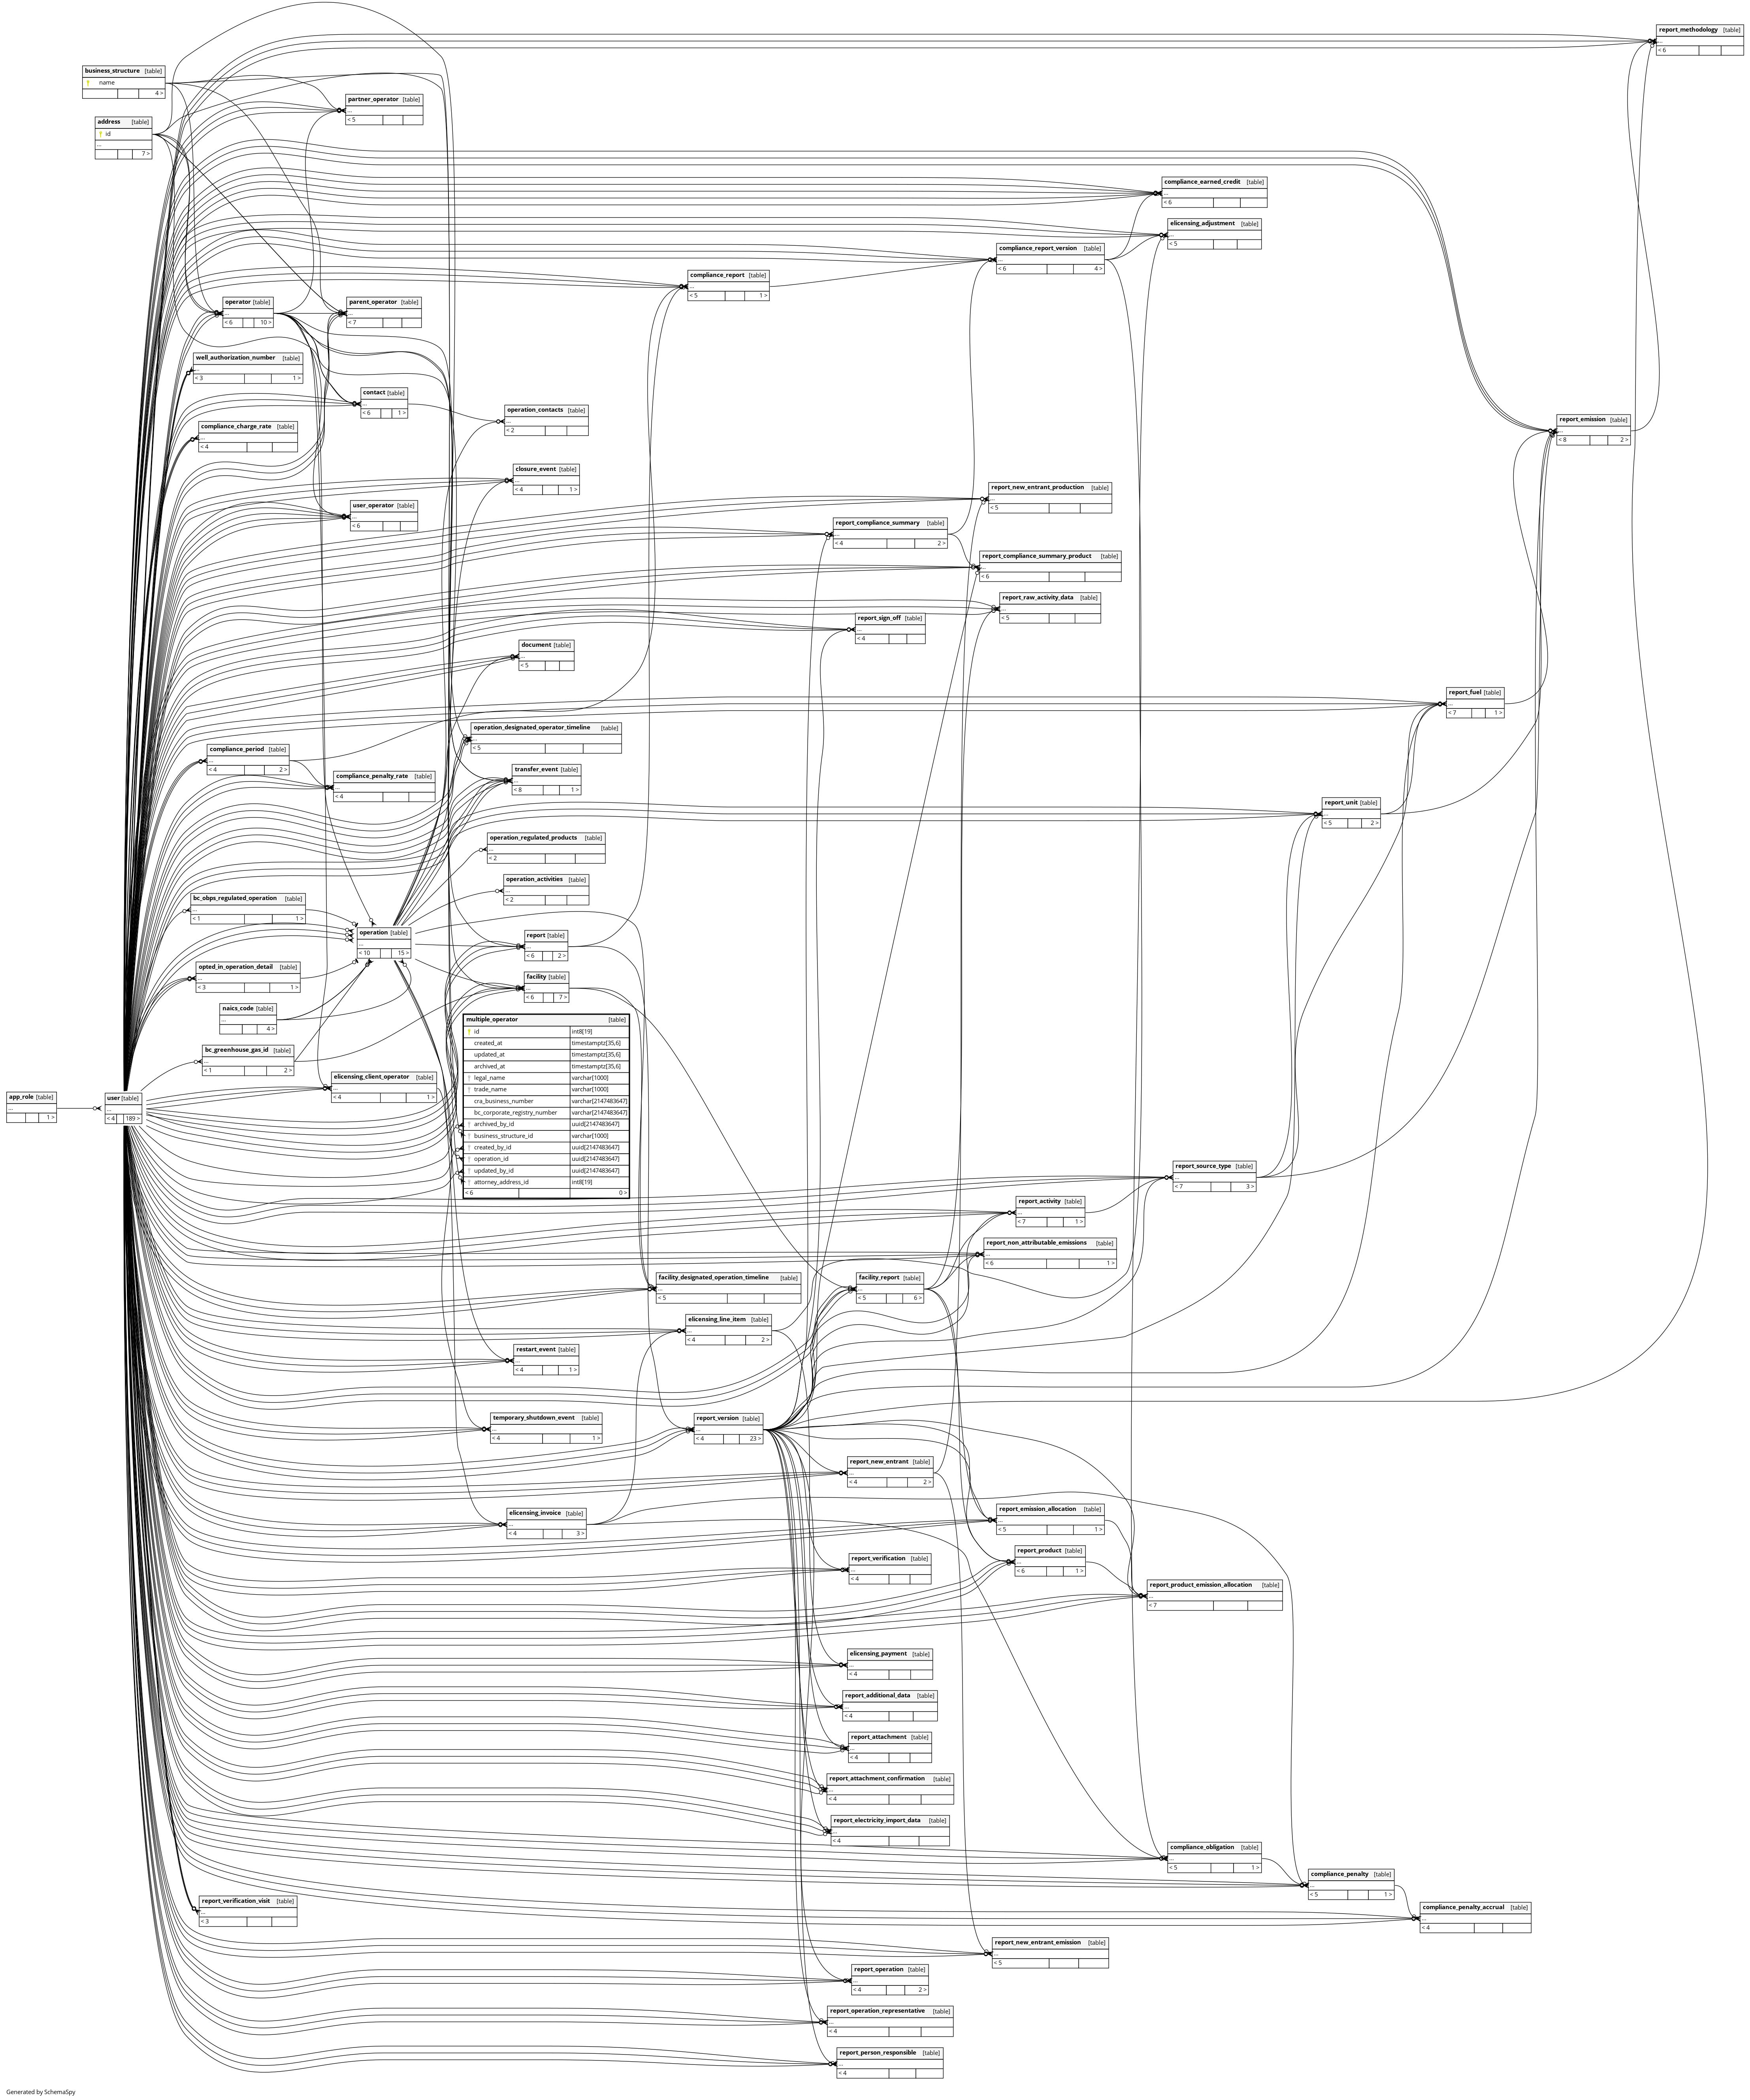 report_methodology [table]
...
< 6
business_structure [table]
name
4 >
partner_operator [table]
...
< 5
address [table]
id
...
7 >
compliance_earned_credit [table]
...
< 6
elicensing_adjustment [table]
...
< 5
compliance_report_version [table]
...
< 6 4 >
compliance_report [table]
...
< 5 1 >
operator [table]
...
< 6 10 >
parent_operator [table]
...
< 7
well_authorization_number [table]
...
< 3 1 >
contact [table]
...
< 6 1 >
operation_contacts [table]
...
< 2
report_emission [table]
...
< 8 2 >
compliance_charge_rate [table]
...
< 4
closure_event [table]
...
< 4 1 >
report_new_entrant_production [table]
...
< 5
user_operator [table]
...
< 6
report_compliance_summary [table]
...
< 4 2 >
report_compliance_summary_product [table]
...
< 6
report_raw_activity_data [table]
...
< 5
report_sign_off [table]
...
< 4
document [table]
...
< 5
report_fuel [table]
...
< 7 1 >
operation_designated_operator_timeline [table]
...
< 5
compliance_period [table]
...
< 4 2 >
transfer_event [table]
...
< 8 1 >
compliance_penalty_rate [table]
...
< 4
report_unit [table]
...
< 5 2 >
operation_regulated_products [table]
...
< 2
operation_activities [table]
...
< 2
bc_obps_regulated_operation [table]
...
< 1 1 >
operation [table]
...
< 10 15 >
report [table]
...
< 6 2 >
opted_in_operation_detail [table]
...
< 3 1 >
facility [table]
...
< 6 7 >
naics_code [table]
...
4 >
multiple_operator [table]
id int8[19]
created_at timestamptz[35,6]
updated_at timestamptz[35,6]
archived_at timestamptz[35,6]
legal_name varchar[1000]
trade_name varchar[1000]
cra_business_number varchar[2147483647]
bc_corporate_registry_number varchar[2147483647]
archived_by_id uuid[2147483647]
business_structure_id varchar[1000]
created_by_id uuid[2147483647]
operation_id uuid[2147483647]
updated_by_id uuid[2147483647]
attorney_address_id int8[19]
< 6 0 >
bc_greenhouse_gas_id [table]
...
< 1 2 >
elicensing_client_operator [table]
...
< 4 1 >
app_role [table]
...
1 >
user [table]
...
< 4 189 >
report_source_type [table]
...
< 7 3 >
report_activity [table]
...
< 7 1 >
report_non_attributable_emissions [table]
...
< 6 1 >
facility_designated_operation_timeline [table]
...
< 5
facility_report [table]
...
< 5 6 >
elicensing_line_item [table]
...
< 4 2 >
restart_event [table]
...
< 4 1 >
temporary_shutdown_event [table]
...
< 4 1 >
report_version [table]
...
< 4 23 >
report_new_entrant [table]
...
< 4 2 >
elicensing_invoice [table]
...
< 4 3 >
report_emission_allocation [table]
...
< 5 1 >
report_verification [table]
...
< 4
report_product [table]
...
< 6 1 >
report_product_emission_allocation [table]
...
< 7
elicensing_payment [table]
...
< 4
report_additional_data [table]
...
< 4
report_attachment [table]
...
< 4
report_attachment_confirmation [table]
...
< 4
report_electricity_import_data [table]
...
< 4
compliance_obligation [table]
...
< 5 1 >
compliance_penalty [table]
...
< 5 1 >
report_verification_visit [table]
...
< 3
compliance_penalty_accrual [table]
...
< 4
report_new_entrant_emission [table]
...
< 5
report_operation [table]
...
< 4 2 >
report_operation_representative [table]
...
< 4
report_person_responsible [table]
...
< 4
Generated by SchemaSpy